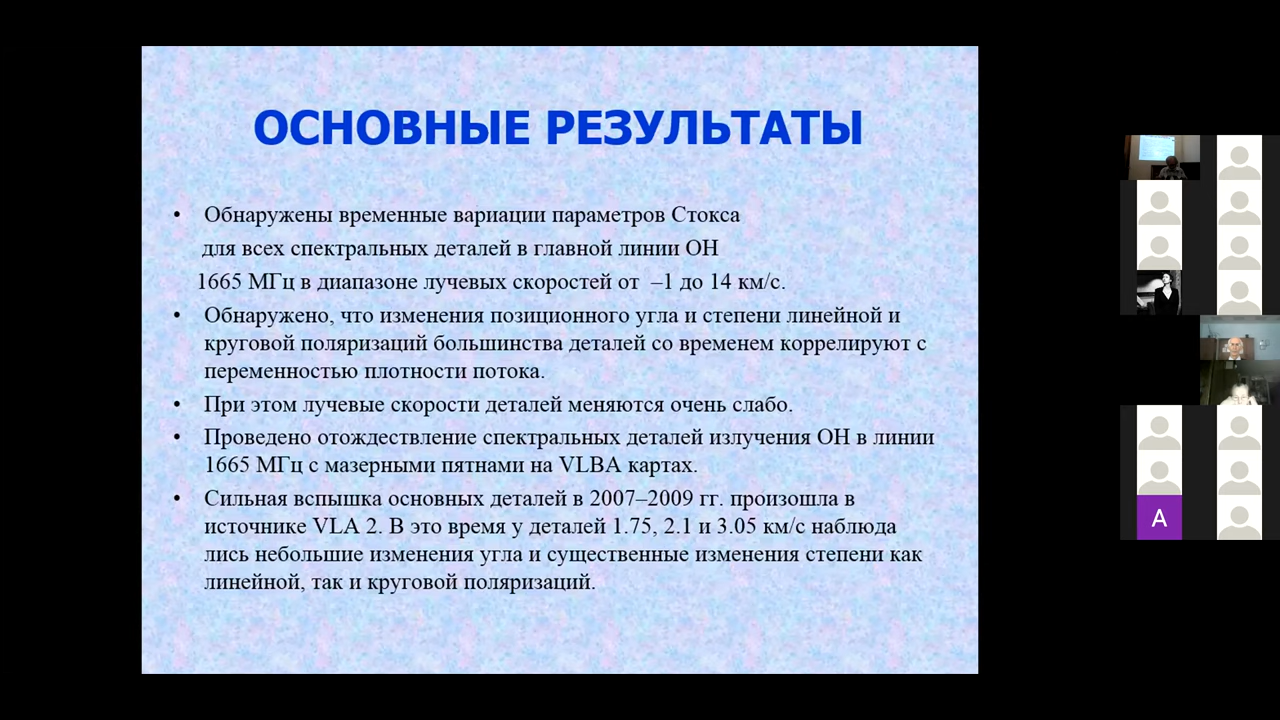 ОСНОВНЫЕ РЕЗУЛЬТАТЫ
• Обнаружены временные вариации параметров Стокса
для всех спектральных деталей в главной линии OH
1665 МГц в диапазоне лучевых скоростей от –1 до 14 км/с.
• Обнаружено, что изменения позиционного угла и степени линейной и
круговой поляризаций большинства деталей со временем коррелируют с
переменностью плотности потока.
• При этом лучевые скорости деталей меняются очень слабо.
• Проведено отождествление спектральных деталей излучения OH в линии
1665 МГц с мазерными пятнами на VLBA картах.
• Сильная вспышка основных деталей в 2007–2009 гг. произошла в
источнике VLA 2. В это время у деталей 1.75, 2.1 и 3.05 км/с наблюда
лись небольшие изменения угла и существенные изменения степени как
линейной, так и круговой поляризаций.
A